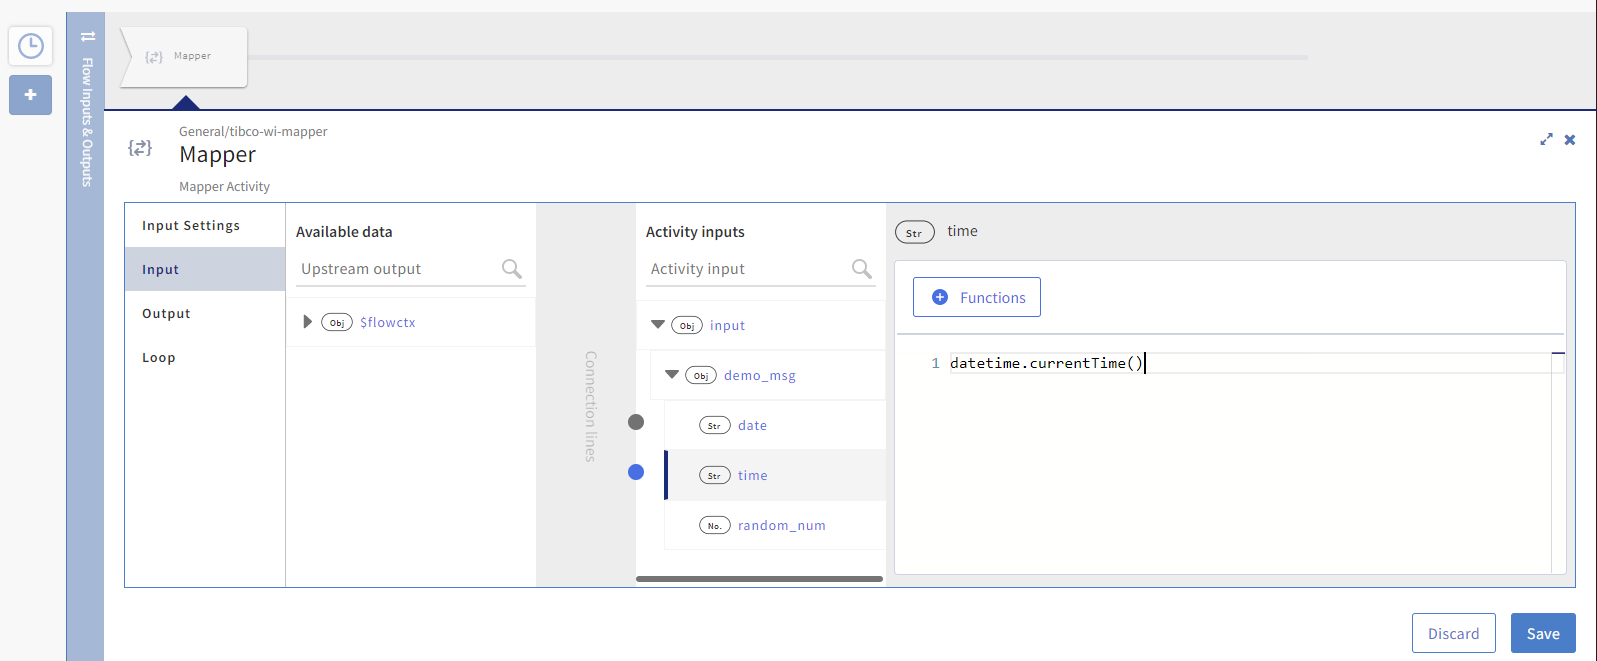 Flow Inputs & Outputs
Mapper
General/tibco-wi-mapper
Mapper
Mapper Activity
Input Settings
Input
Output
Loop
Available data
Upstream output
Obj $flowctx
Connection lines
Activity inputs
Activity input
Obj input
Obj demo_msg
Str date
Str time
No. random_num
Str time
Functions
1 datetime.currentTime()
Discard
Save